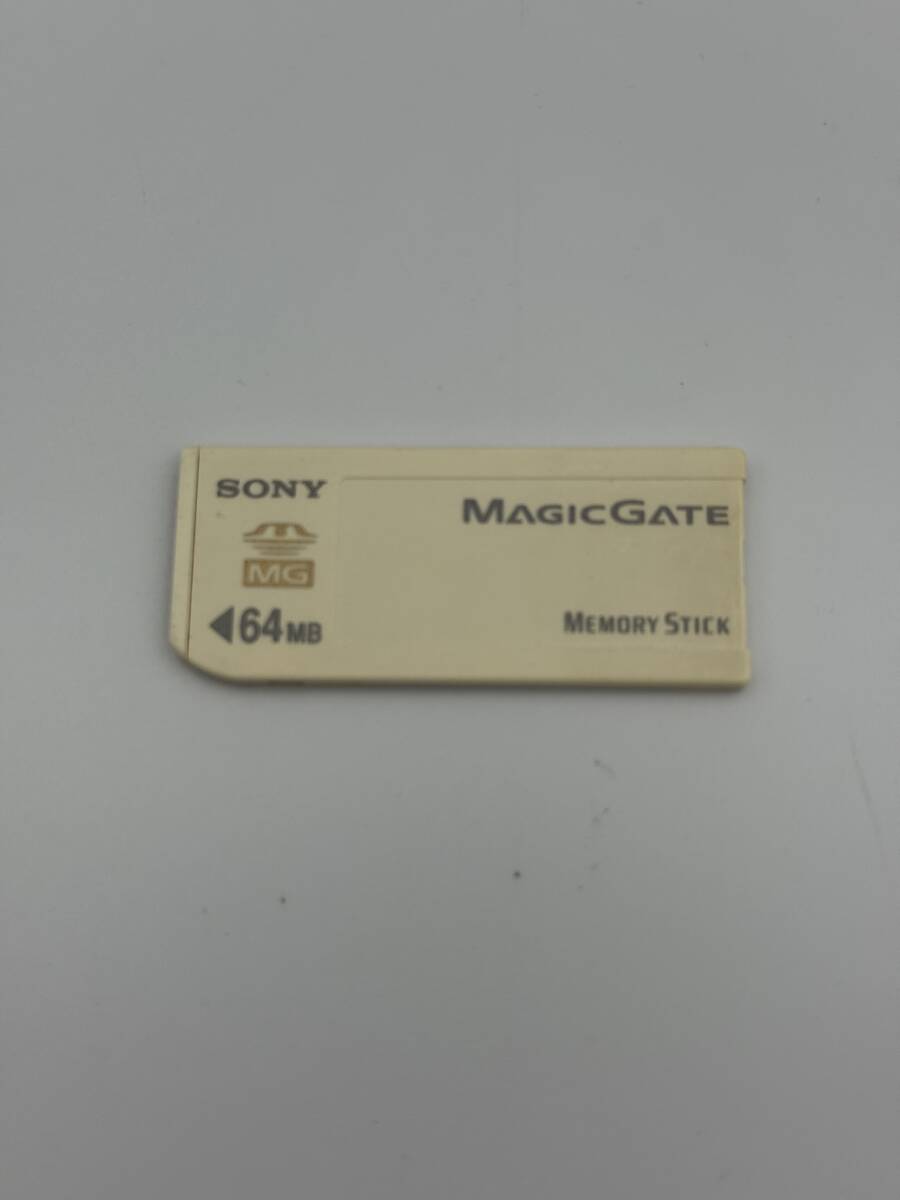 SONY
MAGICGATE
MG
◀64MB
MEMORY STICK